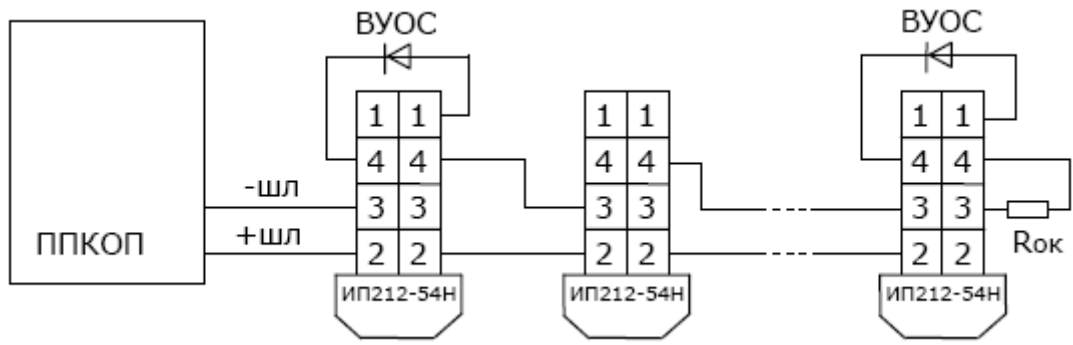 ВУОС ВУОС
1 1 1 1 1 1
4 4 4 4 4 4
-шл 3 3 3 3 3 3
ППКОП +шл 2 2 2 2 2 2 Rок
ИП212-54Н ИП212-54Н ИП212-54Н